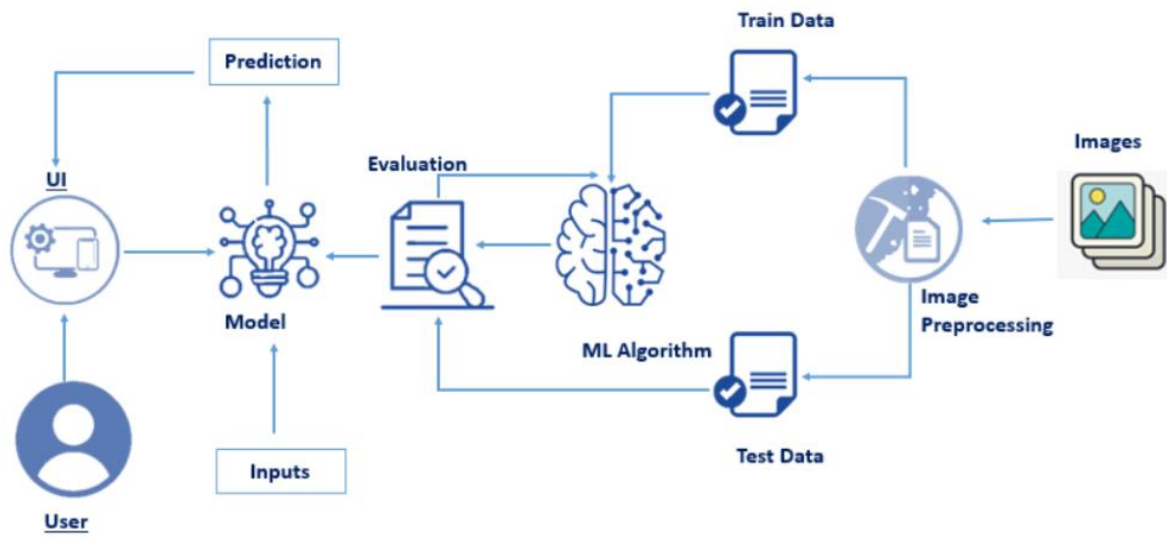 Train Data
Prediction
Images
Evaluation
UI
Image
Preprocessing
Model
ML Algorithm
Test Data
Inputs
User